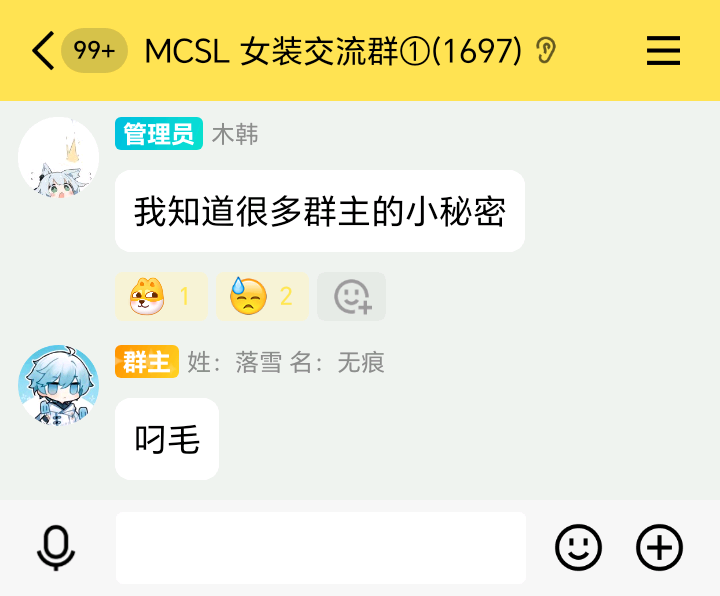 99+ MCSL 女装交流群①(1697)
管理员 木韩
我知道很多群主的小秘密
1 2
群主 姓：落雪 名：无痕
叼毛